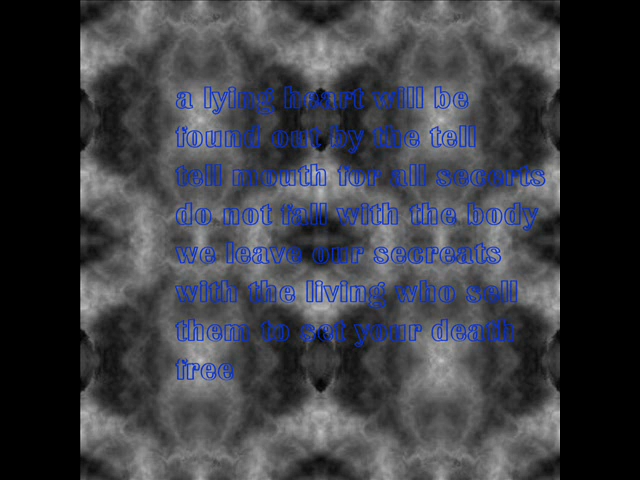 a lying heart will be
found out by the tell
tell mouth for all secerts
do not fall with the body
we leave our secreats
with the living who sell
them to set your death
free